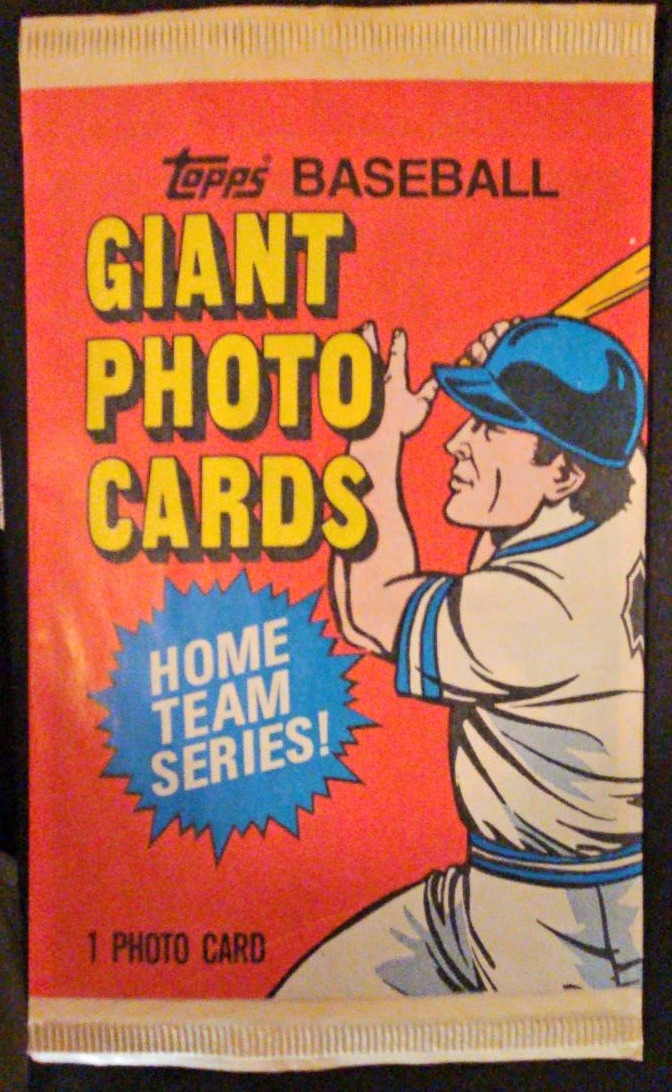 Topps® BASEBALL
GIANT
PHOTO
CARDS
HOME
TEAM
SERIES!
1 PHOTO CARD